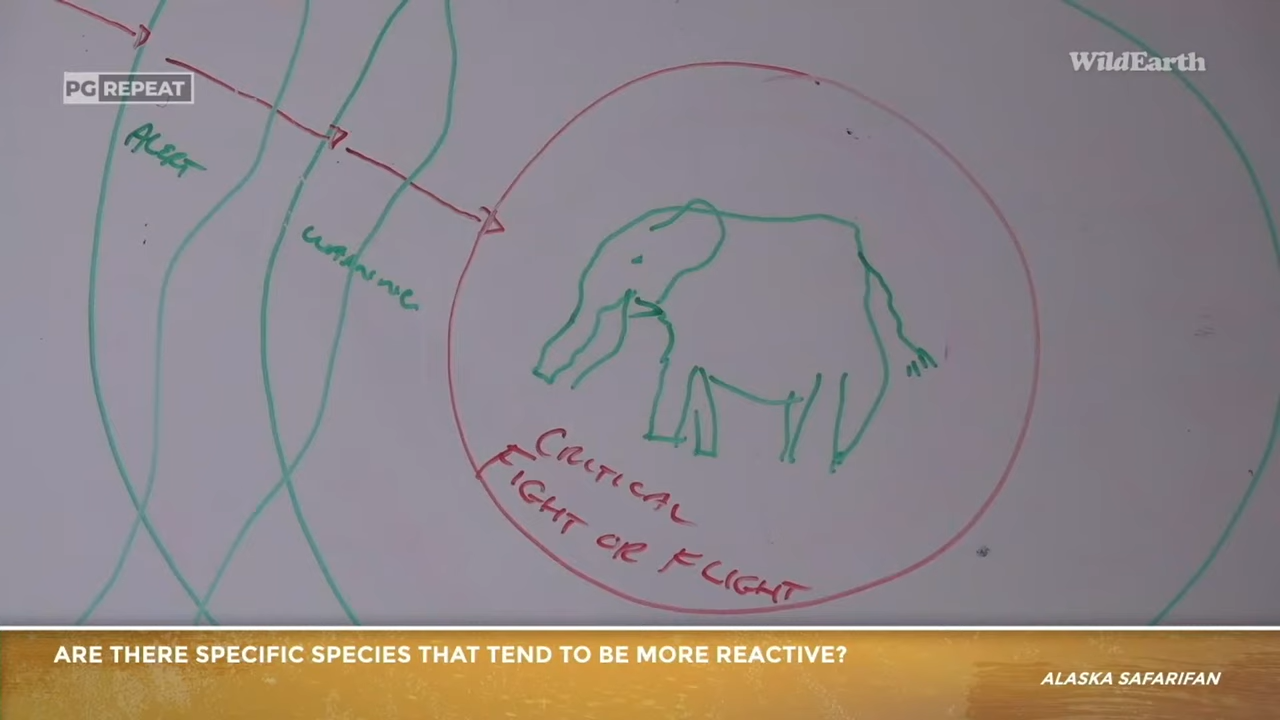 PG REPEAT
WildEarth
ALERT
WARNING
CRITICAL
FIGHT OR FLIGHT
ARE THERE SPECIFIC SPECIES THAT TEND TO BE MORE REACTIVE?
ALASKA SAFARIFAN